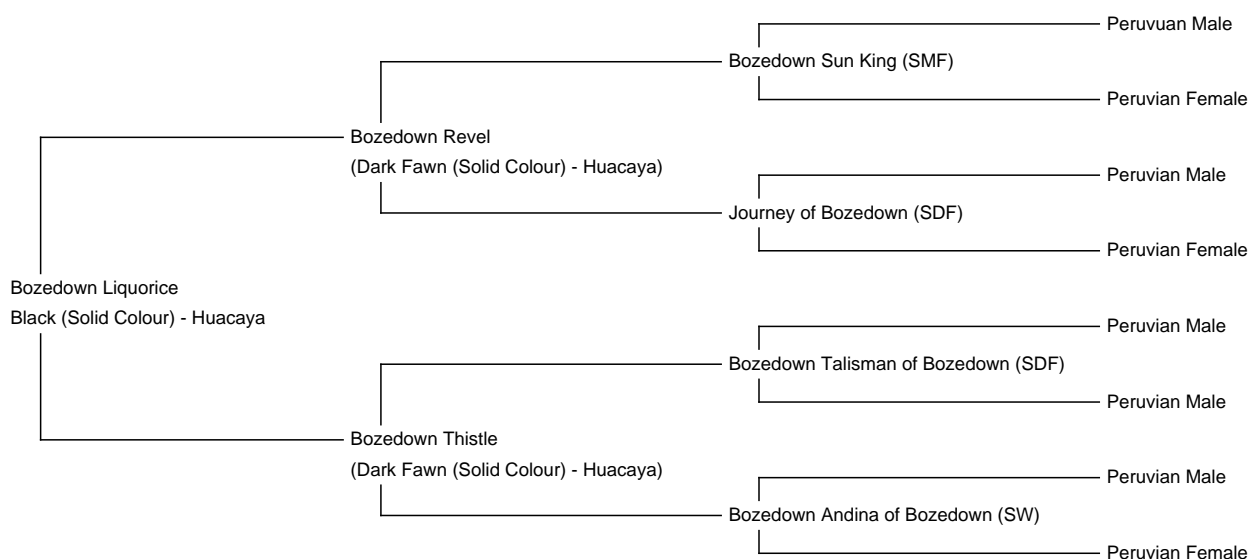 Peruvuan Male
Bozedown Sun King (SMF)
Peruvian Female
Bozedown Revel
(Dark Fawn (Solid Colour) - Huacaya)
Peruvian Male
Journey of Bozedown (SDF)
Peruvian Female
Bozedown Liquorice
Black (Solid Colour) - Huacaya
Peruvian Male
Bozedown Talisman of Bozedown (SDF)
Peruvian Male
Bozedown Thistle
(Dark Fawn (Solid Colour) - Huacaya)
Peruvian Male
Bozedown Andina of Bozedown (SW)
Peruvian Female